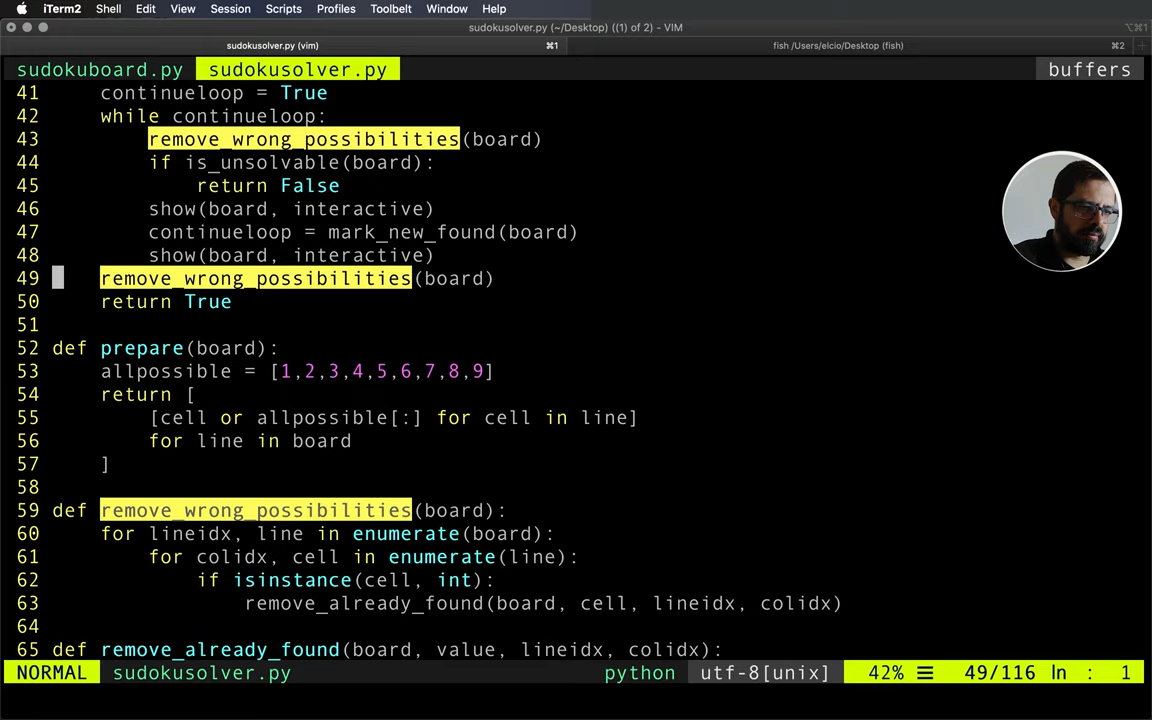 iTerm2 Shell Edit View Session Scripts Profiles Toolbelt Window Help
sudokusolver.py (~/Desktop) ((1) of 2) - VIM ⌥⌘1
sudokusolver.py (vim) ⌘1 fish /Users/elcio/Desktop (fish) ⌘2
sudokuboard.py sudokusolver.py buffers
41 continueloop = True
42 while continueloop:
43 remove_wrong_possibilities(board)
44 if is_unsolvable(board):
45 return False
46 show(board, interactive)
47 continueloop = mark_new_found(board)
48 show(board, interactive)
49 remove_wrong_possibilities(board)
50 return True
51
52 def prepare(board):
53 allpossible = [1,2,3,4,5,6,7,8,9]
54 return [
55 [cell or allpossible[:] for cell in line]
56 for line in board
57 ]
58
59 def remove_wrong_possibilities(board):
60 for lineidx, line in enumerate(board):
61 for colidx, cell in enumerate(line):
62 if isinstance(cell, int):
63 remove_already_found(board, cell, lineidx, colidx)
64
65 def remove_already_found(board, value, lineidx, colidx):
NORMAL sudokusolver.py python utf-8[unix] 42% ☰ 49/116 ln : 1